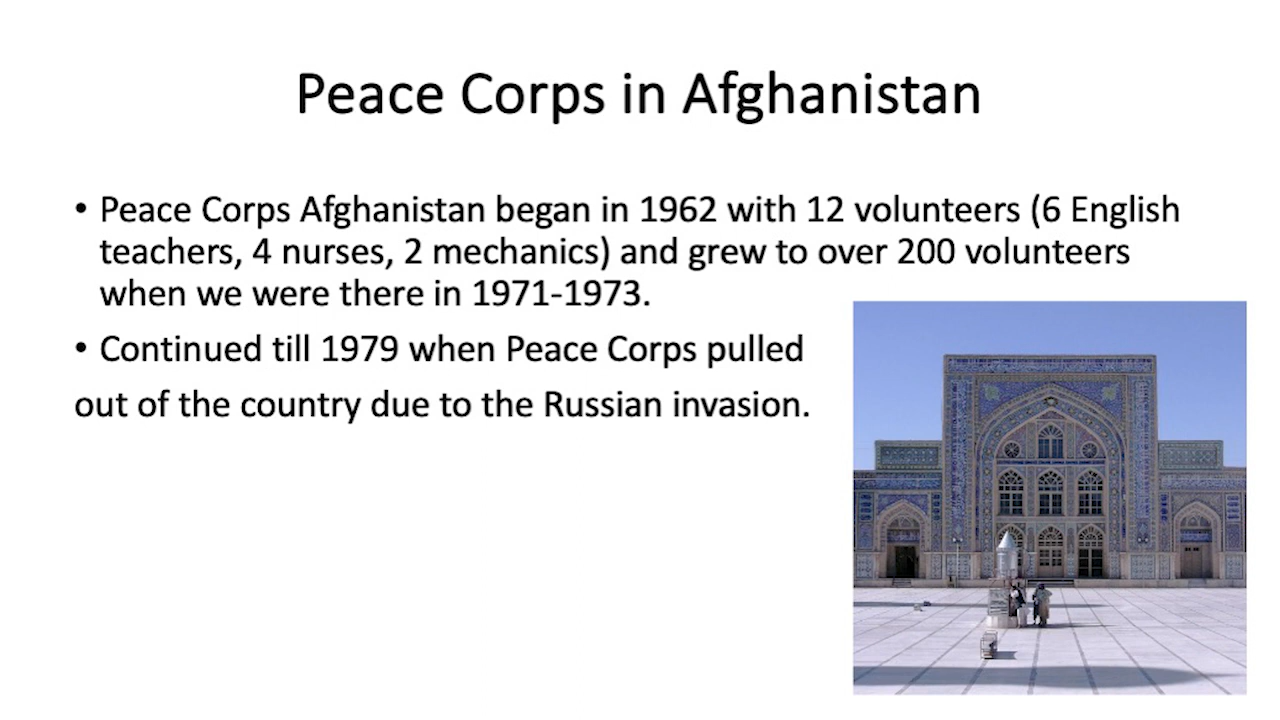 Peace Corps in Afghanistan
• Peace Corps Afghanistan began in 1962 with 12 volunteers (6 English
teachers, 4 nurses, 2 mechanics) and grew to over 200 volunteers
when we were there in 1971-1973.
• Continued till 1979 when Peace Corps pulled
out of the country due to the Russian invasion.